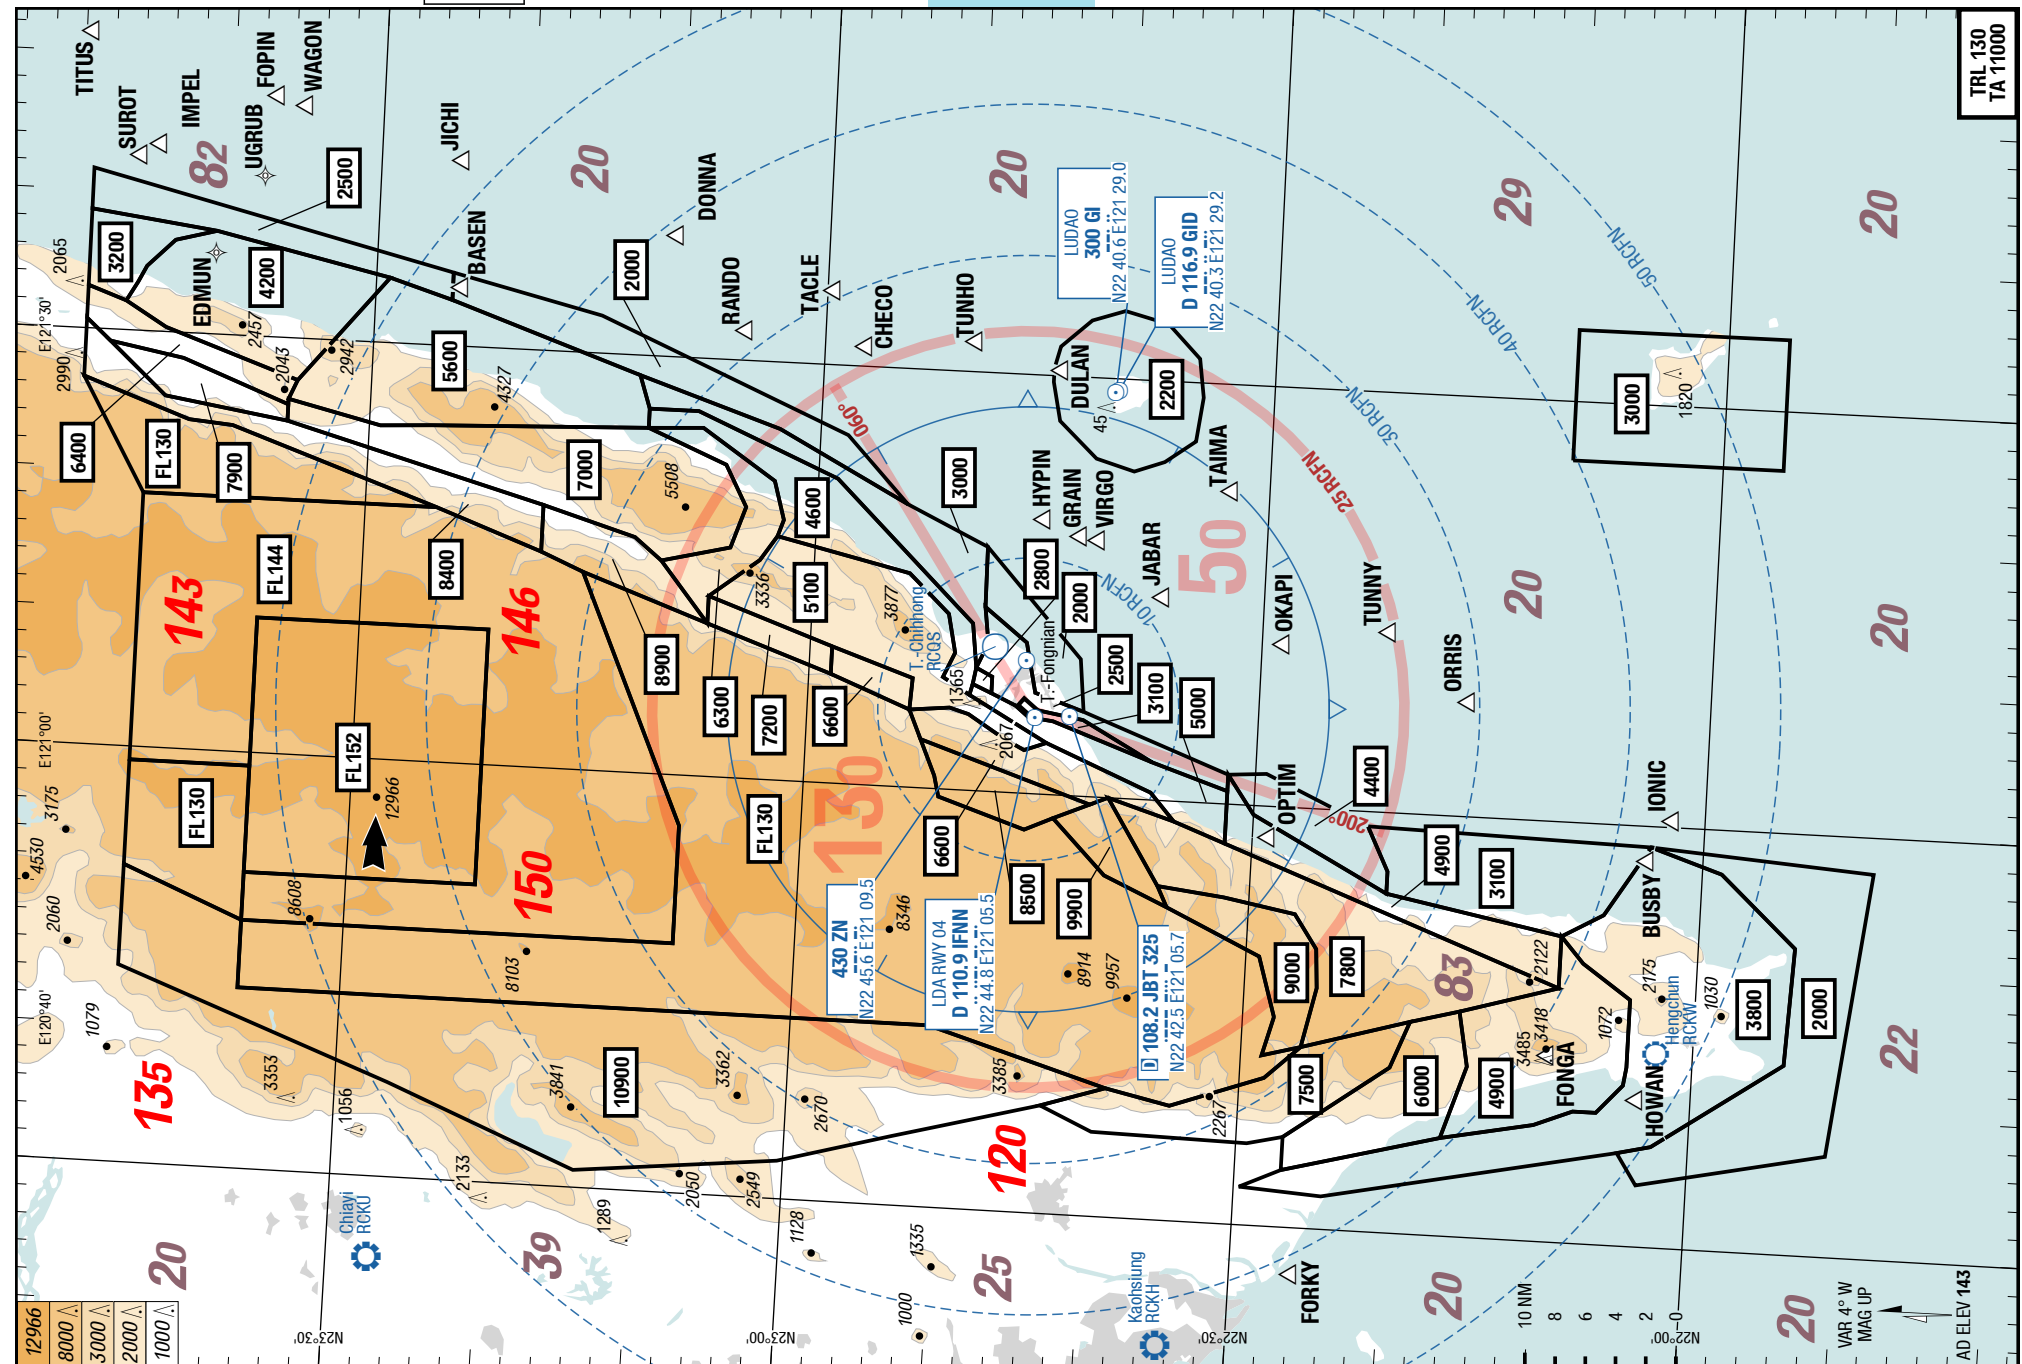 TRL 130
TA 11000
TITUS
SUROT
IMPEL
UGRUB
FOPIN
WAGON
JICHI
82
2500
20
DONNA
20
LUDAO
300 GI
N22 40.6 E121 29.0
LUDAO
D 116.9 GID
N22 40.3 E121 29.2
29
20
2065
3200
EDMUN
4200
BASEN
2000
RANDO
TACLE
CHECO
TUNHO
50 RCFN
40 RCFN
30 RCFN
E121°30'
2990
2457
2043
2942
5600
4327
060°
DULAN
45
2200
3000
1820
6400
FL130
7900
7000
5508
4600
3000
HYPIN
GRAIN
VIRGO
TAIMA
25 RCFN
143
FL144
8400
146
5100
3336
3877
T.-Chihhong
RCQS
2800
2000
10 RCFN
JABAR
50
OKAPI
TUNNY
20
20
8900
6300
7200
6600
1365
T.-Fongnian
2500
3100
5000
ORRIS
E121°00'
3175
4530
FL130
FL152
12966
FL130
130
2067
6600
OPTIM
4400
200°
IONIC
2060
8608
150
8103
430 ZN
N22 45.6 E121 09.5
8346
LDA RWY 04
D 110.9 IFNN
N22 44.8 E121 05.5
8500
9900
4900
3100
BUSBY
D 108.2 JBT 325
N22 42.5 E121 05.7
8914
9957
9000
7800
83
2122
2175
1030
3800
2000
E120°40'
1079
135
3353
1056
3841
10900
3362
2670
3385
2267
7500
6000
4900
3485
3418
FONGA
1072
Hengchun
RCKW
HOWAN
22
120
Chiayi
RCKU
2133
1289
2050
2549
1128
1335
20
39
25
1000
Kaohsiung
RCKH
FORKY
20
20
12966
8000
3000
2000
1000
N23°30'
N23°00'
N22°30'
N22°00'
10 NM
8
6
4
2
0
VAR 4° W
MAG UP
AD ELEV 143